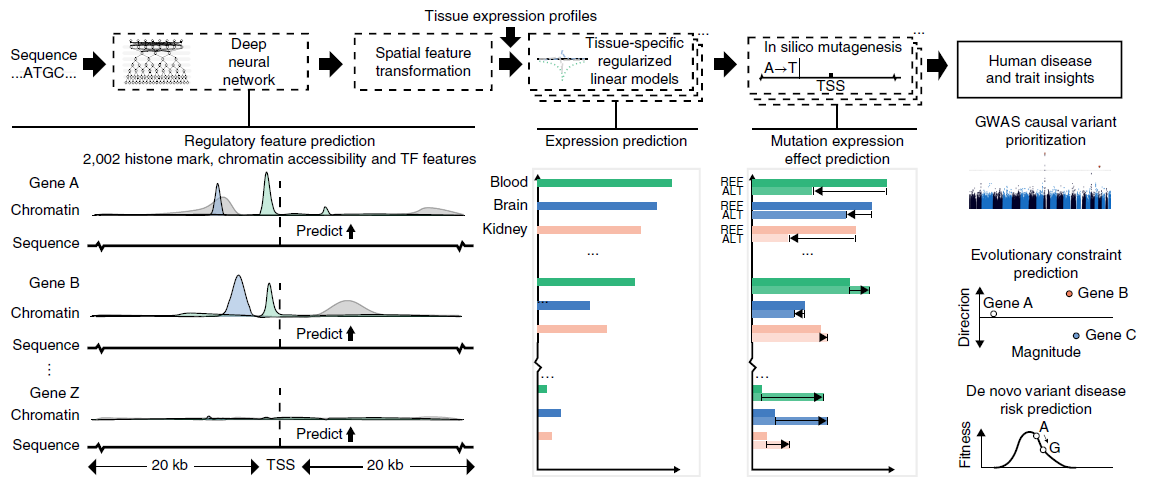 Tissue expression profiles
Sequence
...ATGC...
Deep
neural
network
Spatial feature
transformation
...
Tissue-specific
regularized
linear models
...
In silico mutagenesis
A→T
TSS
Human disease
and trait insights
Regulatory feature prediction
2,002 histone mark, chromatin accessibility and TF features
Gene A
Chromatin
Predict
Sequence
Gene B
Chromatin
Predict
Sequence
...
Gene Z
Chromatin
Predict
Sequence
20 kb
TSS
20 kb
Expression prediction
Blood
Brain
Kidney
...
...
...
Mutation expression
effect prediction
REF
ALT
REF
ALT
REF
ALT
...
...
GWAS causal variant
prioritization
Evolutionary constraint
prediction
Direction
Gene A
Gene B
Gene C
Magnitude
De novo variant disease
risk prediction
Fitness
A
G